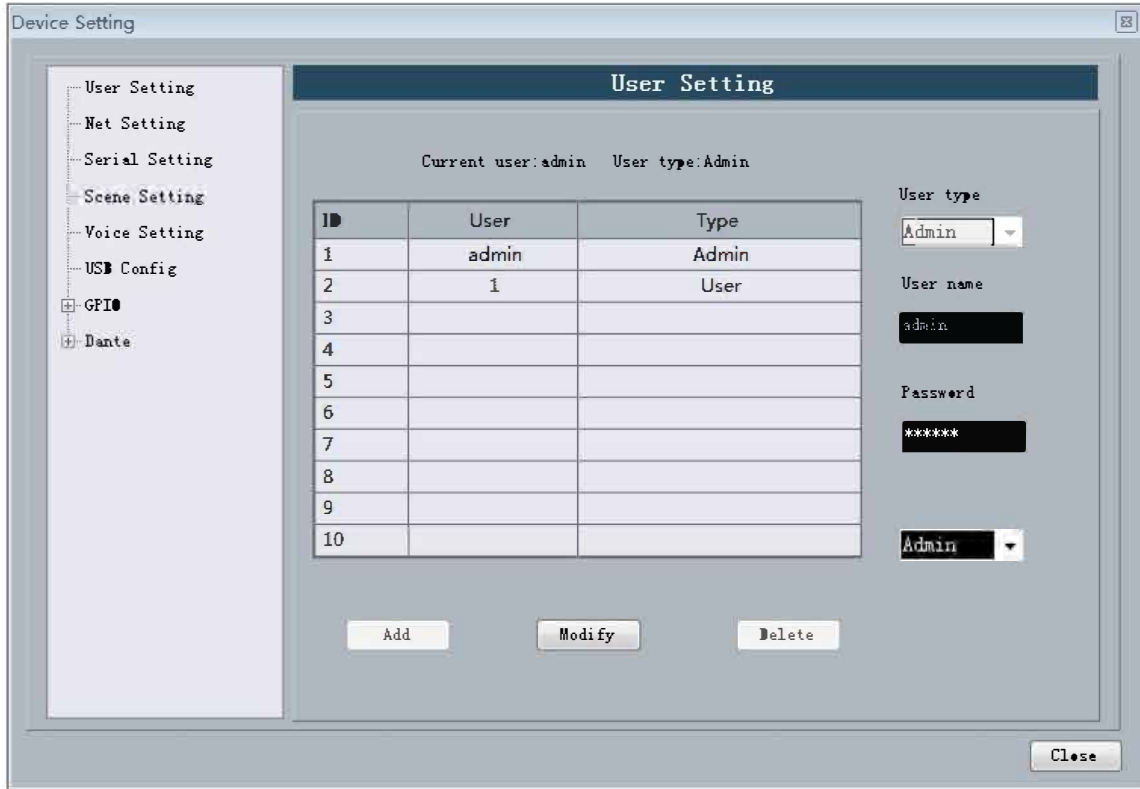 Device Setting
User Setting
Net Setting
Serial Setting
Scene Setting
Voice Setting
USB Config
GPIO
Dante
User Setting
Current user:admin User type:Admin
ID User Type
1 admin Admin
2 1 User
3
4
5
6
7
8
9
10
User type
Admin
User name
admin
Password
******
Admin
Add Modify Delete
Close